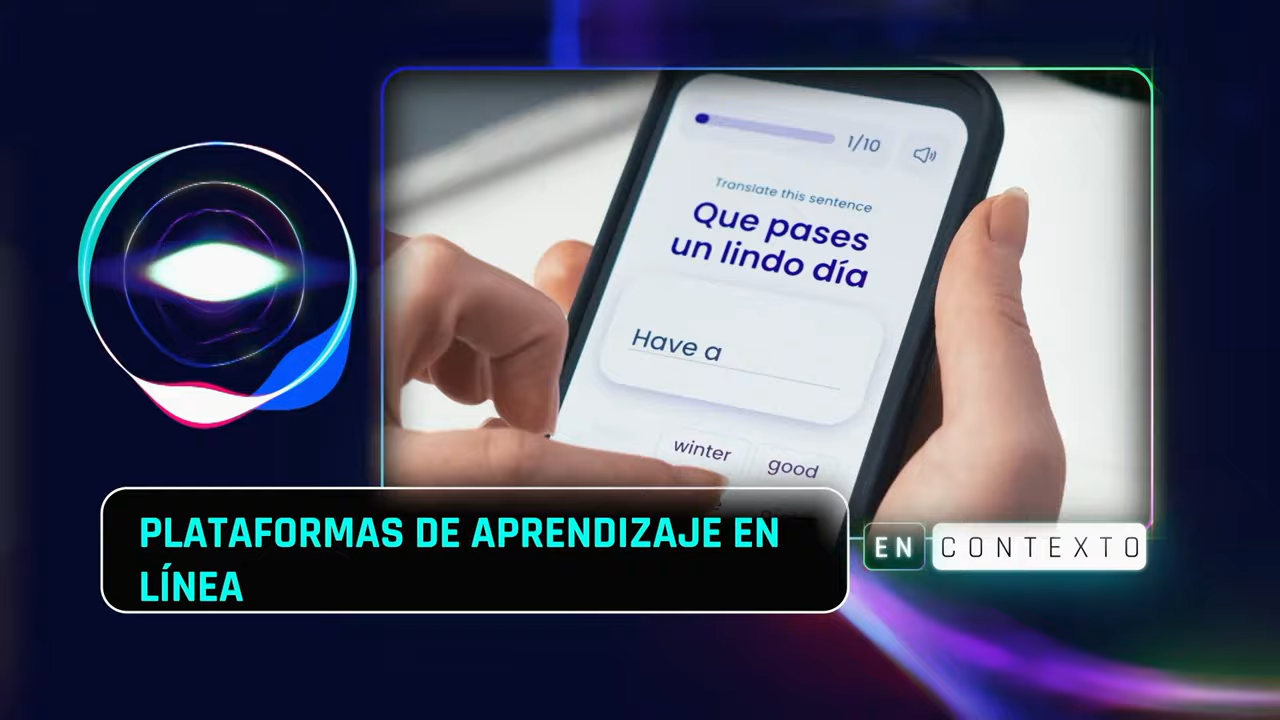 1/10
Translate this sentence
Que pases
un lindo día
Have a
winter
good
PLATAFORMAS DE APRENDIZAJE EN
LÍNEA
EN CONTEXTO